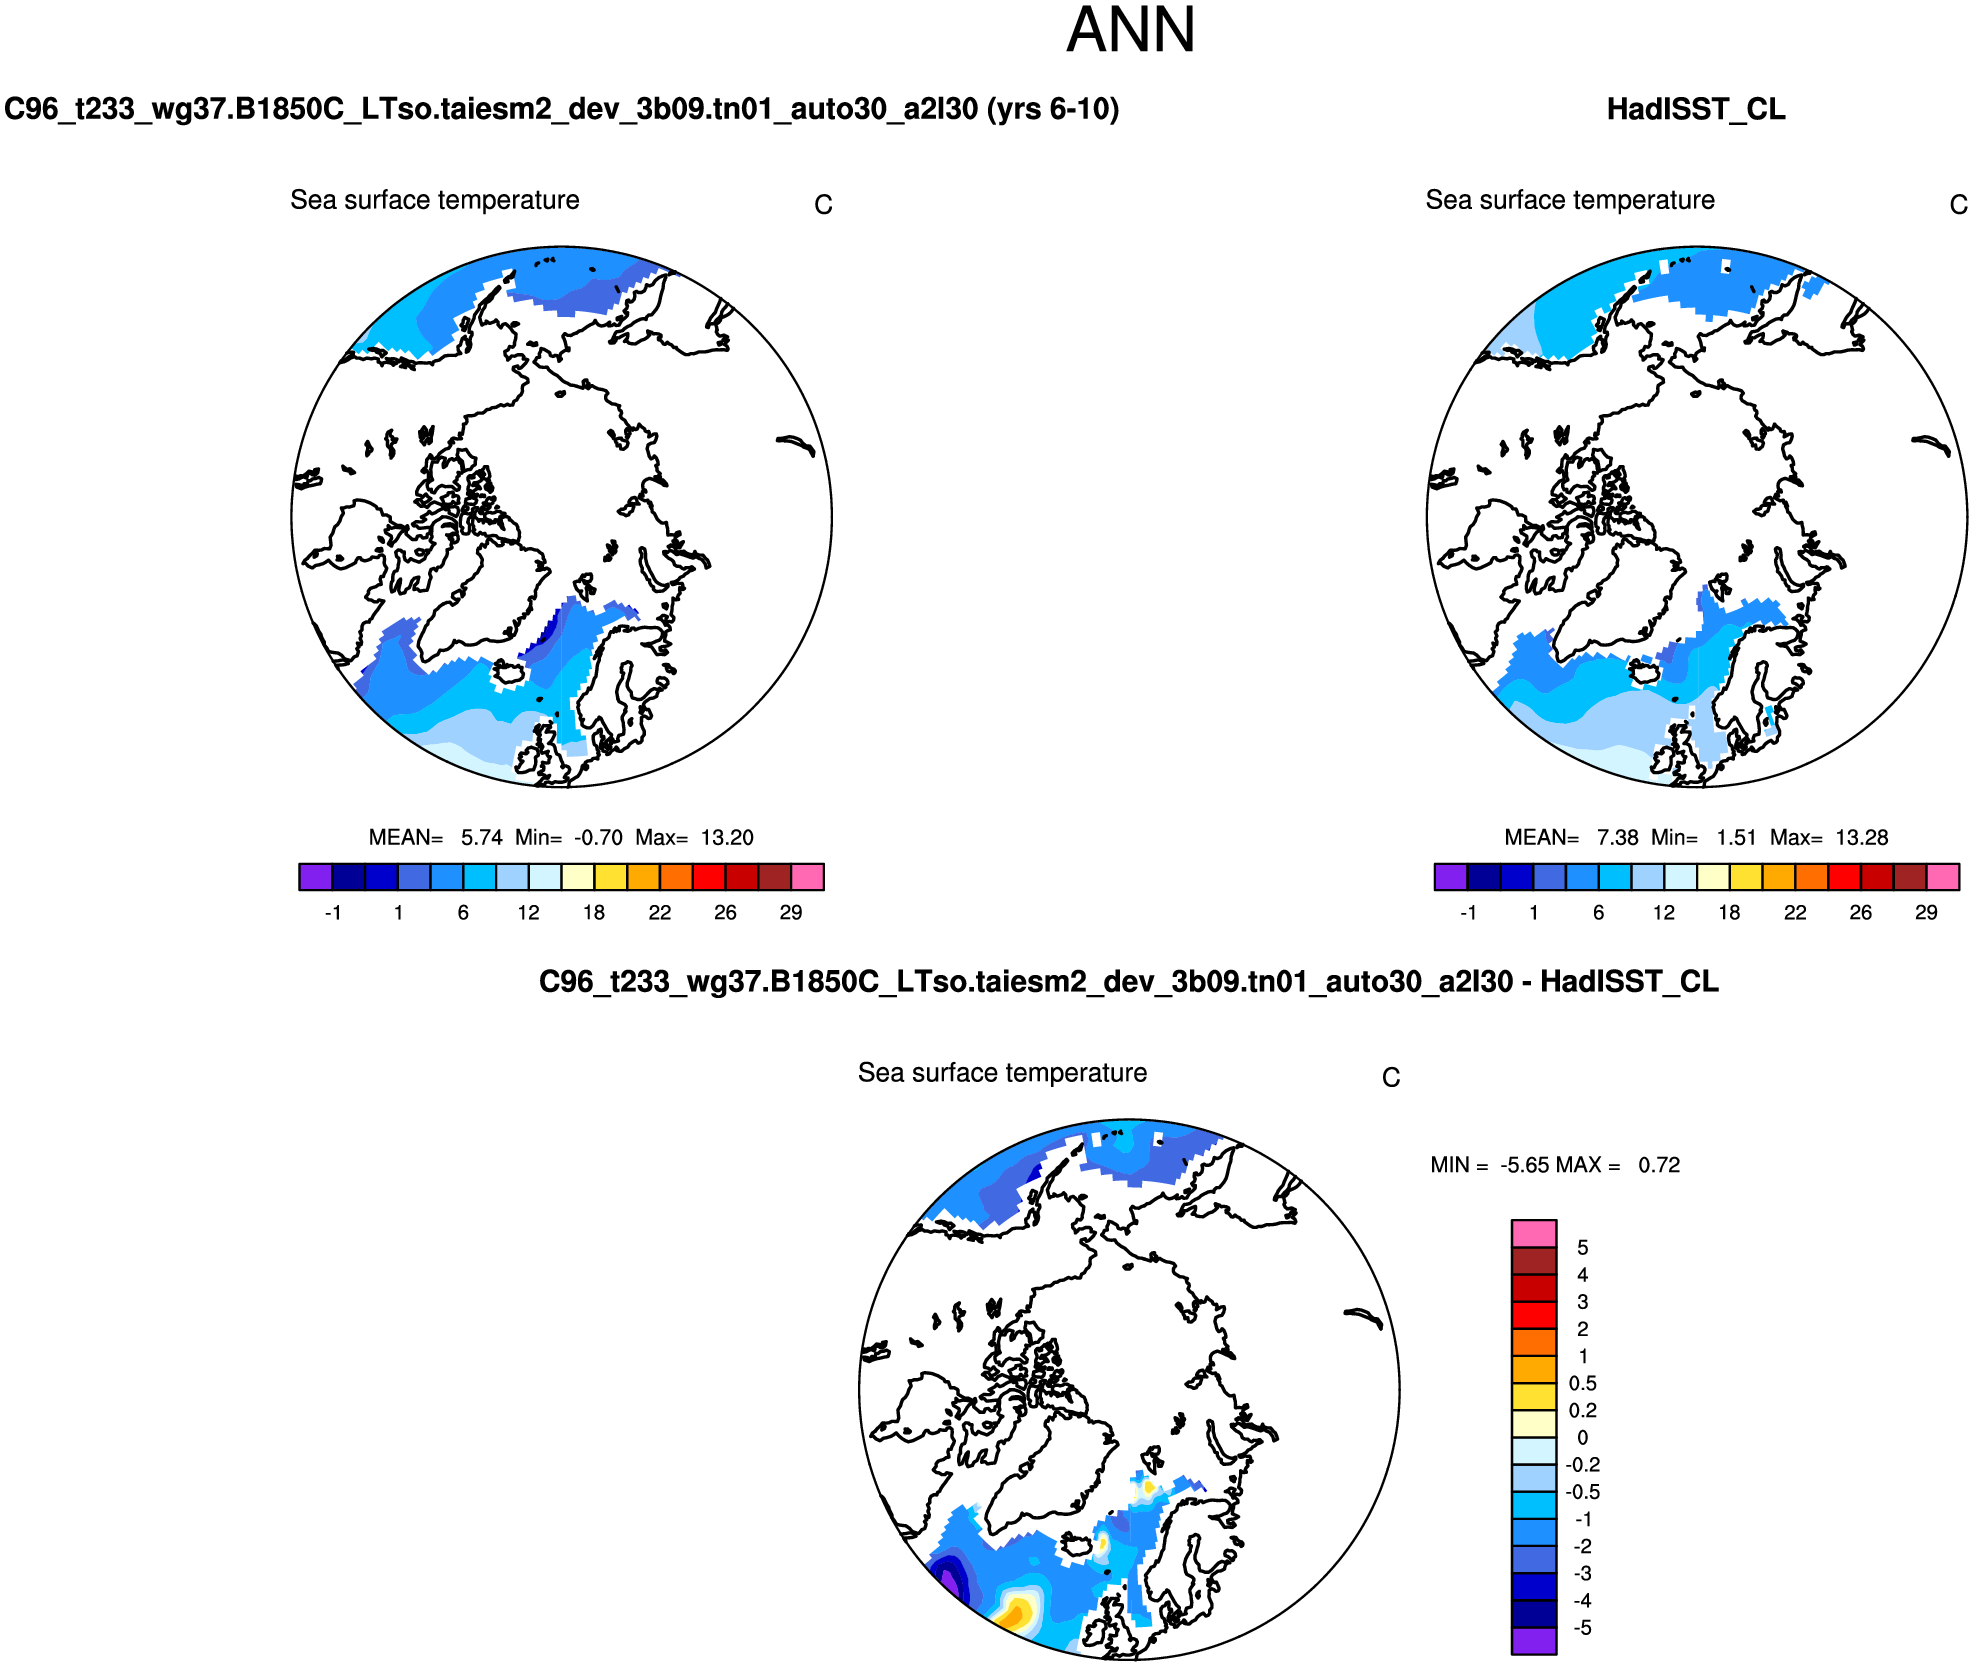 ANN
C96_t233_wg37.B1850C_LTso.taiesm2_dev_3b09.tn01_auto30_a2l30 (yrs 6-10)
HadISST_CL
Sea surface temperature C
Sea surface temperature C
MEAN= 5.74 Min= -0.70 Max= 13.20
MEAN= 7.38 Min= 1.51 Max= 13.28
-1 1 6 12 18 22 26 29
-1 1 6 12 18 22 26 29
C96_t233_wg37.B1850C_LTso.taiesm2_dev_3b09.tn01_auto30_a2l30 - HadISST_CL
Sea surface temperature C
MIN = -5.65 MAX = 0.72
5
4
3
2
1
0.5
0.2
0
-0.2
-0.5
-1
-2
-3
-4
-5